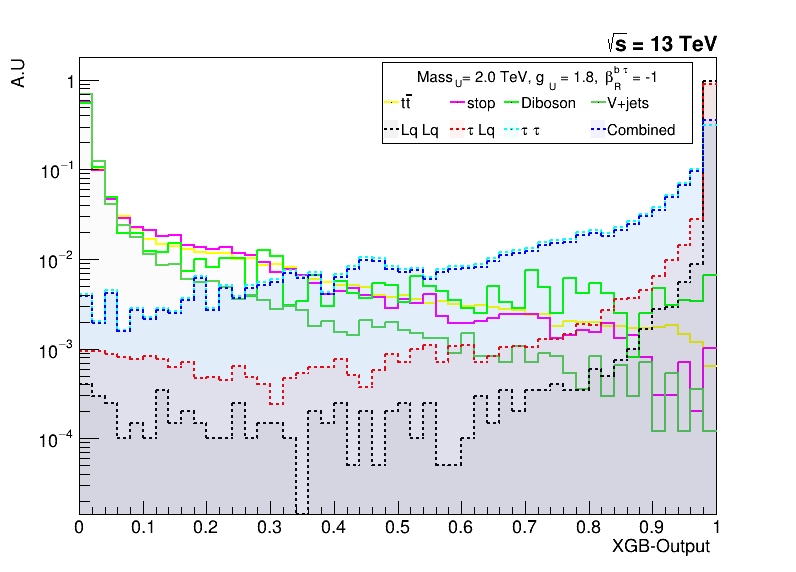 √s = 13 TeV
A.U
Mass_U = 2.0 TeV, g_U = 1.8, β_R^{b τ} = -1
tt̄ stop Diboson V+jets
Lq Lq τ Lq τ τ Combined
1
10^{-1}
10^{-2}
10^{-3}
10^{-4}
0 0.1 0.2 0.3 0.4 0.5 0.6 0.7 0.8 0.9 1
XGB-Output